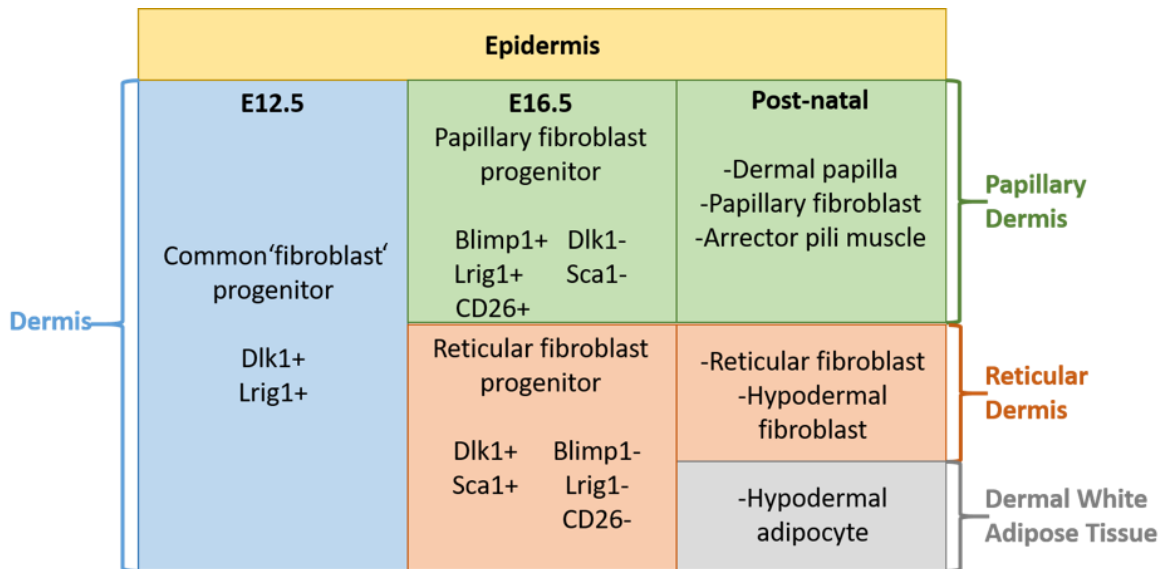 Epidermis
E12.5
Common'fibroblast'
progenitor
Dlk1+
Lrig1+
E16.5
Papillary fibroblast
progenitor
Blimp1+ Dlk1-
Lrig1+ Sca1-
CD26+
Reticular fibroblast
progenitor
Dlk1+ Blimp1-
Sca1+ Lrig1-
CD26-
Post-natal
-Dermal papilla
-Papillary fibroblast
-Arrector pili muscle
-Reticular fibroblast
-Hypodermal
fibroblast
-Hypodermal
adipocyte
Dermis
Papillary
Dermis
Reticular
Dermis
Dermal White
Adipose Tissue